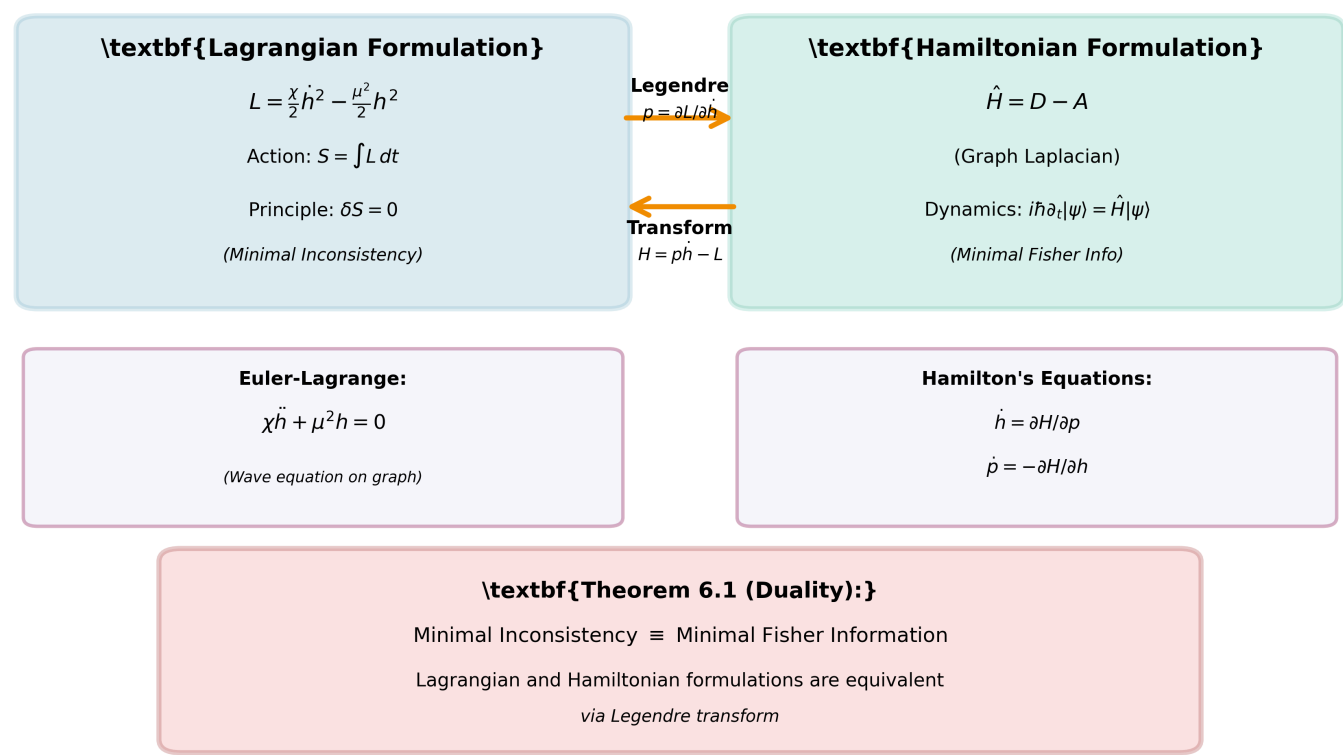 \textbf{Lagrangian Formulation}
L = χ/2 ḣ² − μ²/2 h²
Action: S = ∫ L dt
Principle: δS = 0
(Minimal Inconsistency)
Legendre
p = ∂L/∂ḣ
Transform
H = pḣ − L
\textbf{Hamiltonian Formulation}
Ĥ = D − A
(Graph Laplacian)
Dynamics: iħ∂ₜ|ψ⟩ = Ĥ|ψ⟩
(Minimal Fisher Info)
Euler-Lagrange:
χḧ + μ²h = 0
(Wave equation on graph)
Hamilton's Equations:
ḣ = ∂H/∂p
ṗ = −∂H/∂h
\textbf{Theorem 6.1 (Duality):}
Minimal Inconsistency ≡ Minimal Fisher Information
Lagrangian and Hamiltonian formulations are equivalent
via Legendre transform